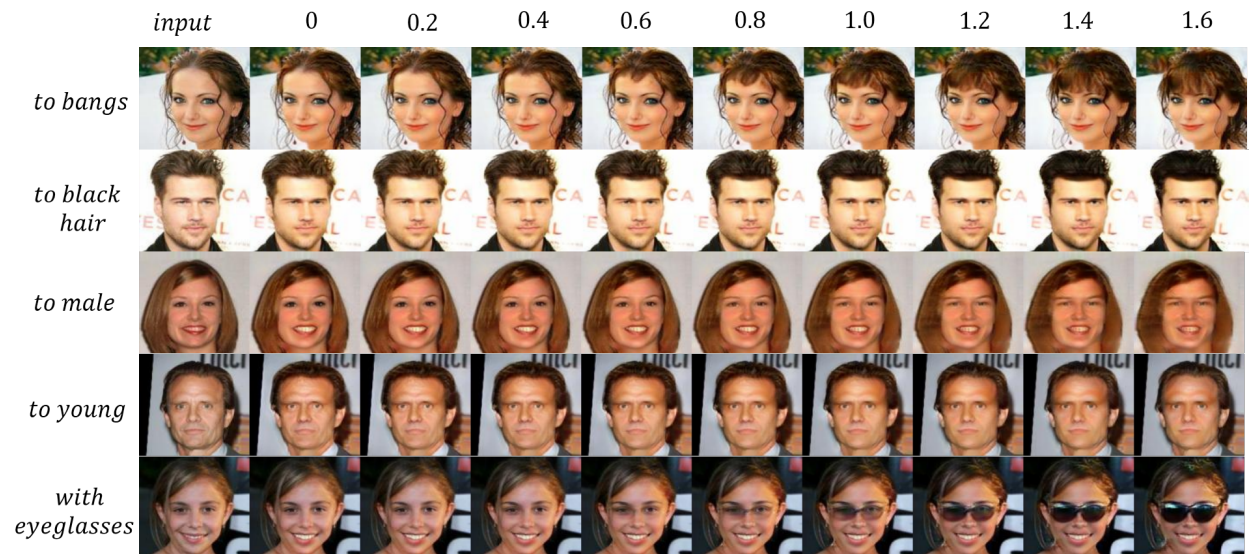 input 0 0.2 0.4 0.6 0.8 1.0 1.2 1.4 1.6
to bangs
to black
hair
to male
to young
with
eyeglasses